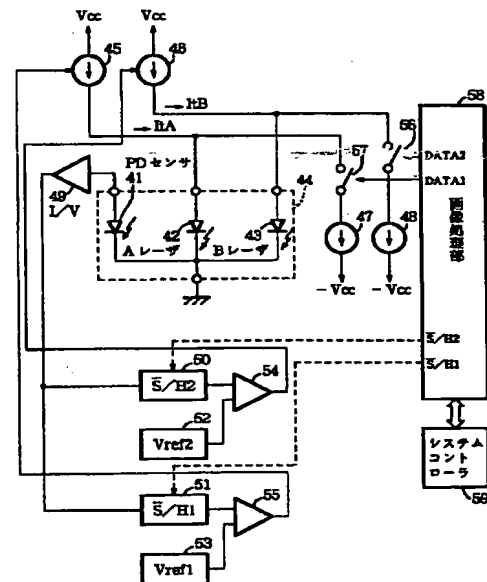 Vcc
Vcc
45
46
58
ItB
ItA
56
57
DATA2
DATA1
画像処理部
PDセンサ
41
44
49
I/V
42
43
Aレーザ
Bレーザ
47
48
-Vcc
-Vcc
S̅/H2
S̅/H1
50
54
S̅/H2
52
Vref2
51
55
S̅/H1
53
Vref1
システム
コント
ローラ
59